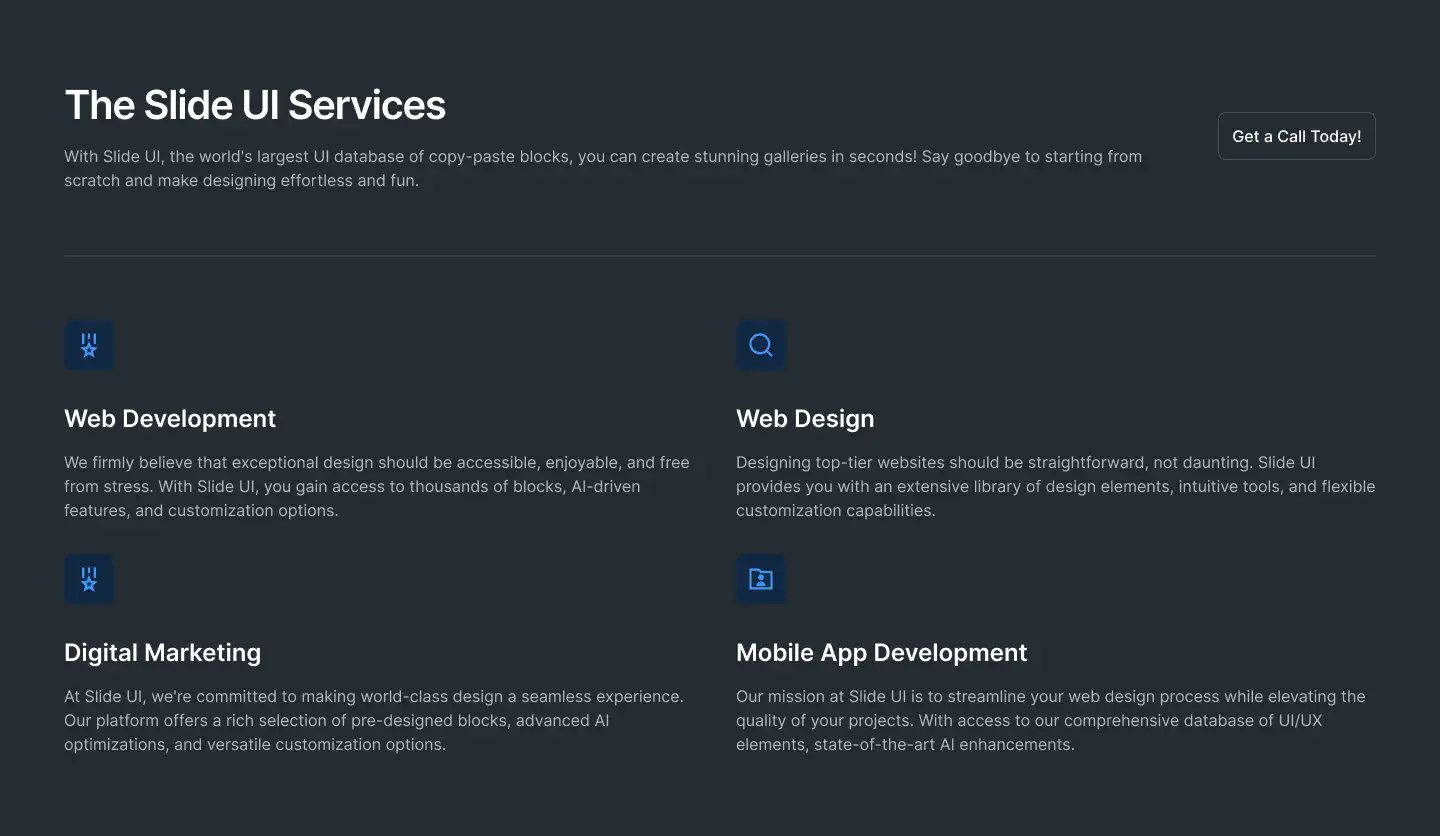 The Slide UI Services
With Slide UI, the world's largest UI database of copy-paste blocks, you can create stunning galleries in seconds! Say goodbye to starting from
scratch and make designing effortless and fun.
Get a Call Today!
Web Development
We firmly believe that exceptional design should be accessible, enjoyable, and free
from stress. With Slide UI, you gain access to thousands of blocks, AI-driven
features, and customization options.
Web Design
Designing top-tier websites should be straightforward, not daunting. Slide UI
provides you with an extensive library of design elements, intuitive tools, and flexible
customization capabilities.
Digital Marketing
At Slide UI, we're committed to making world-class design a seamless experience.
Our platform offers a rich selection of pre-designed blocks, advanced AI
optimizations, and versatile customization options.
Mobile App Development
Our mission at Slide UI is to streamline your web design process while elevating the
quality of your projects. With access to our comprehensive database of UI/UX
elements, state-of-the-art AI enhancements.